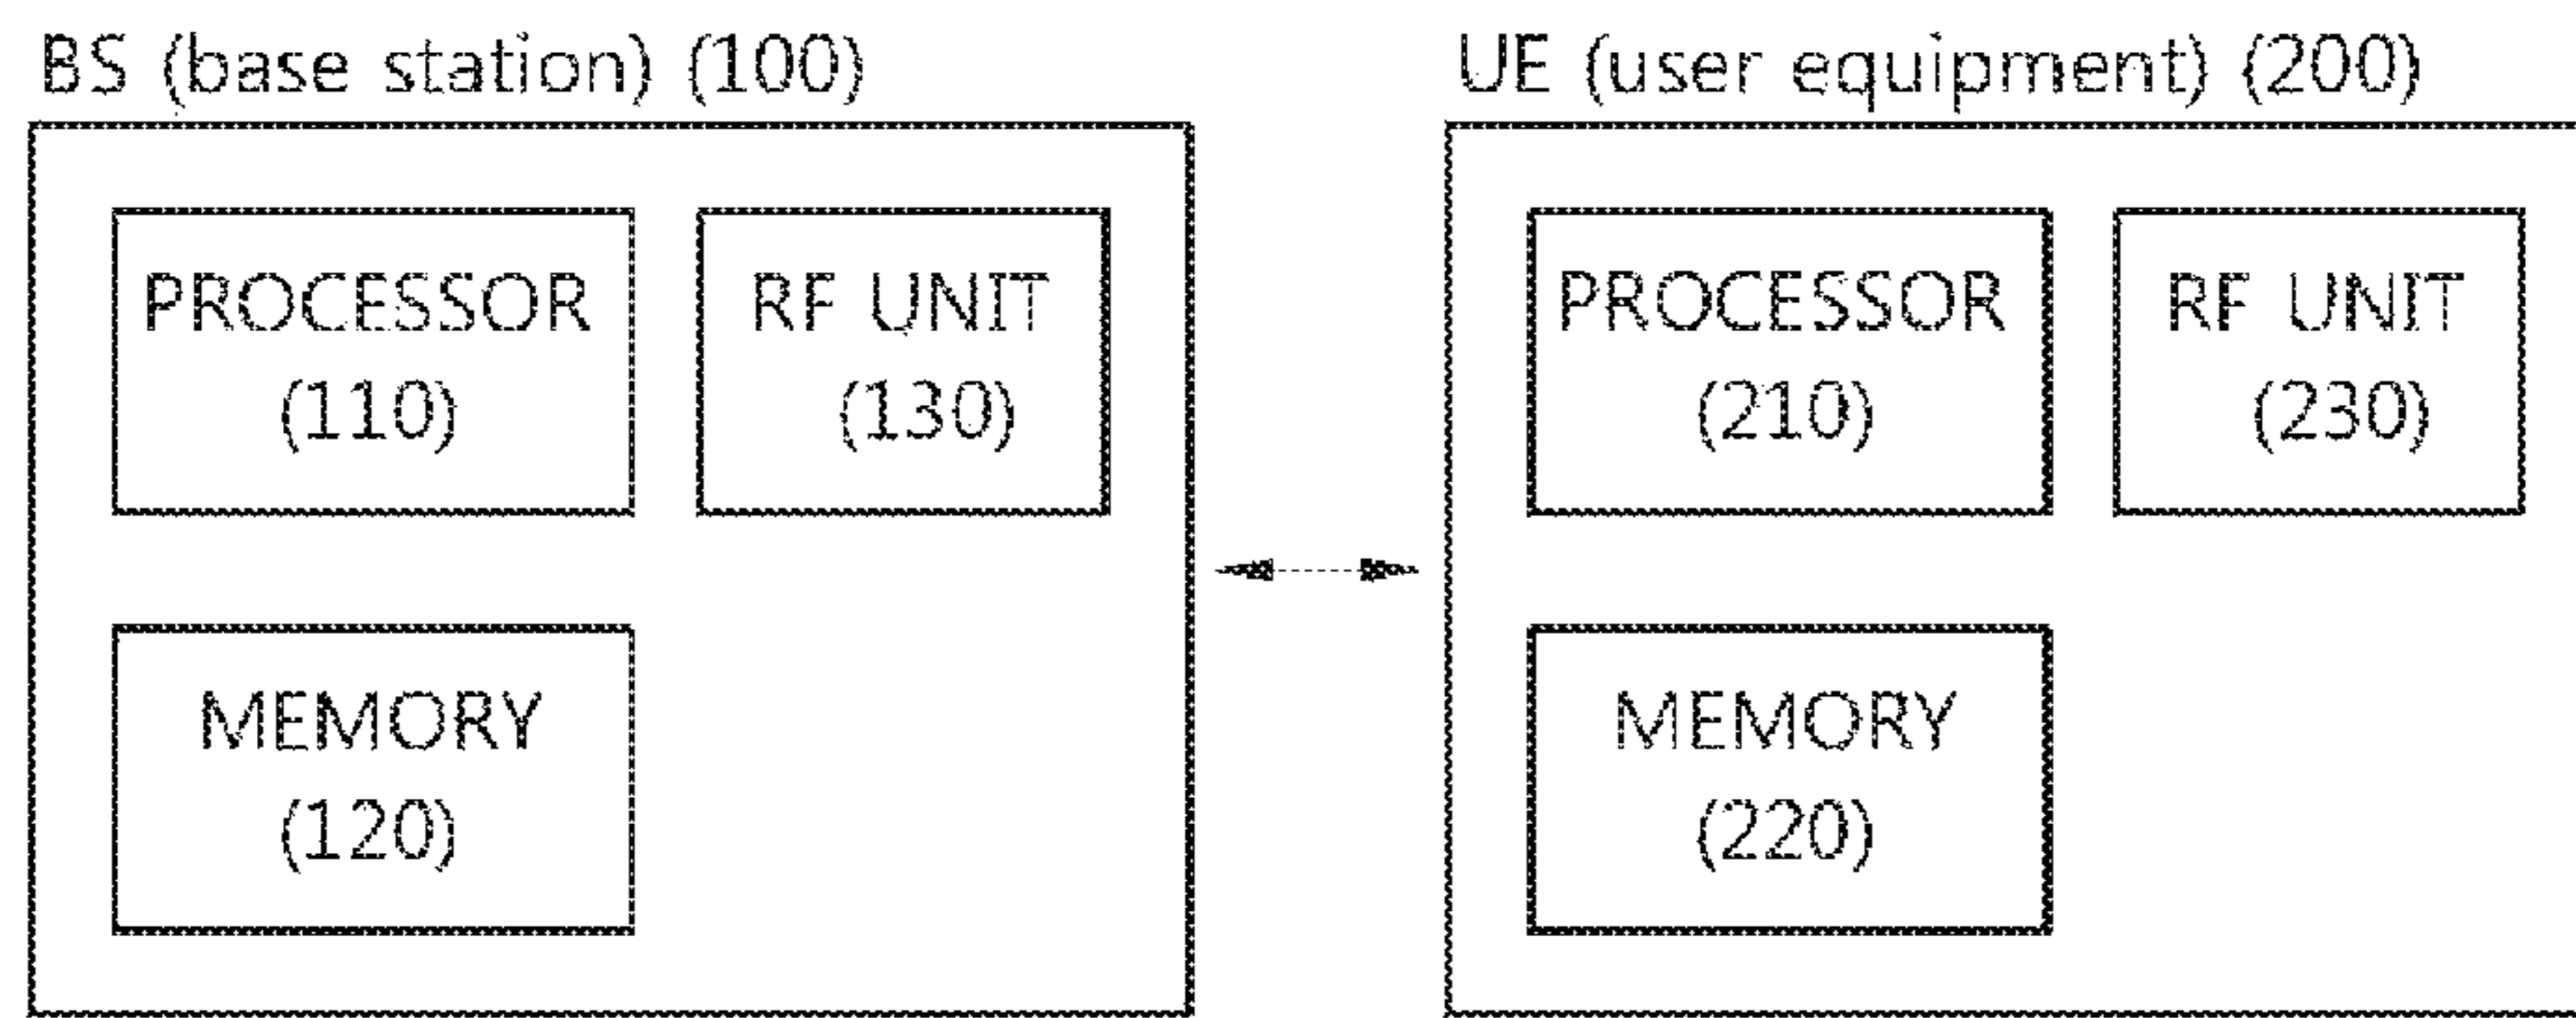 BS (base station) (100)
PROCESSOR
(110)
RF UNIT
(130)
MEMORY
(120)
UE (user equipment) (200)
PROCESSOR
(210)
RF UNIT
(230)
MEMORY
(220)